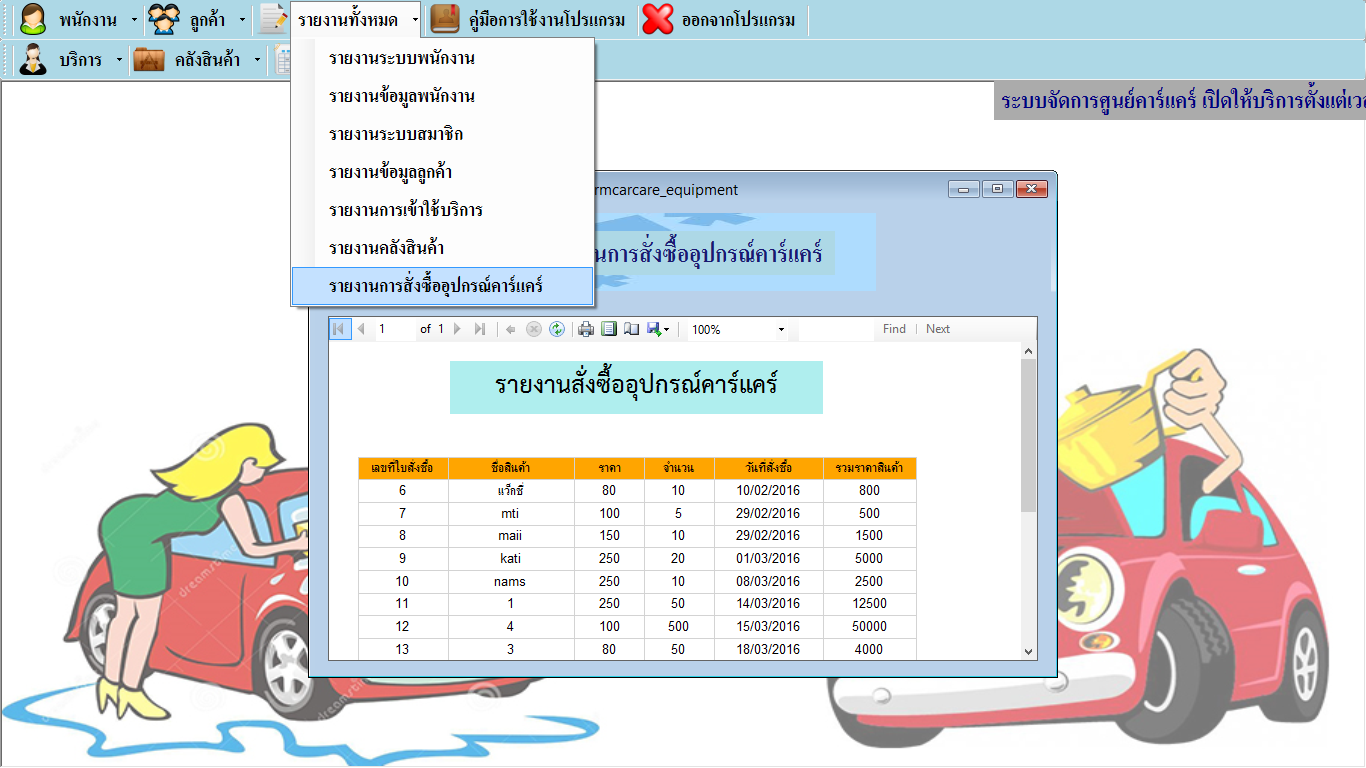 พนักงาน ลูกค้า รายงานทั้งหมด คู่มือการใช้งานโปรแกรม ออกจากโปรแกรม
บริการ คลังสินค้า
ระบบจัดการศูนย์คาร์แคร์ เปิดให้บริการตั้งแต่เวล
รายงานระบบพนักงาน
รายงานข้อมูลพนักงาน
รายงานระบบสมาชิก
รายงานข้อมูลลูกค้า
รายงานการเข้าใช้บริการ
รายงานคลังสินค้า
รายงานการสั่งซื้ออุปกรณ์คาร์แคร์
rmcarcare_equipment
นการสั่งซื้ออุปกรณ์คาร์แคร์
1 of 1 100% Find | Next
รายงานสั่งซื้ออุปกรณ์คาร์แคร์
เลขที่ใบสั่งซื้อ ชื่อสินค้า ราคา จำนวน วันที่สั่งซื้อ รวมราคาสินค้า
6 แว็กซ์ 80 10 10/02/2016 800
7 mti 100 5 29/02/2016 500
8 maii 150 10 29/02/2016 1500
9 kati 250 20 01/03/2016 5000
10 nams 250 10 08/03/2016 2500
11 1 250 50 14/03/2016 12500
12 4 100 500 15/03/2016 50000
13 3 80 50 18/03/2016 4000